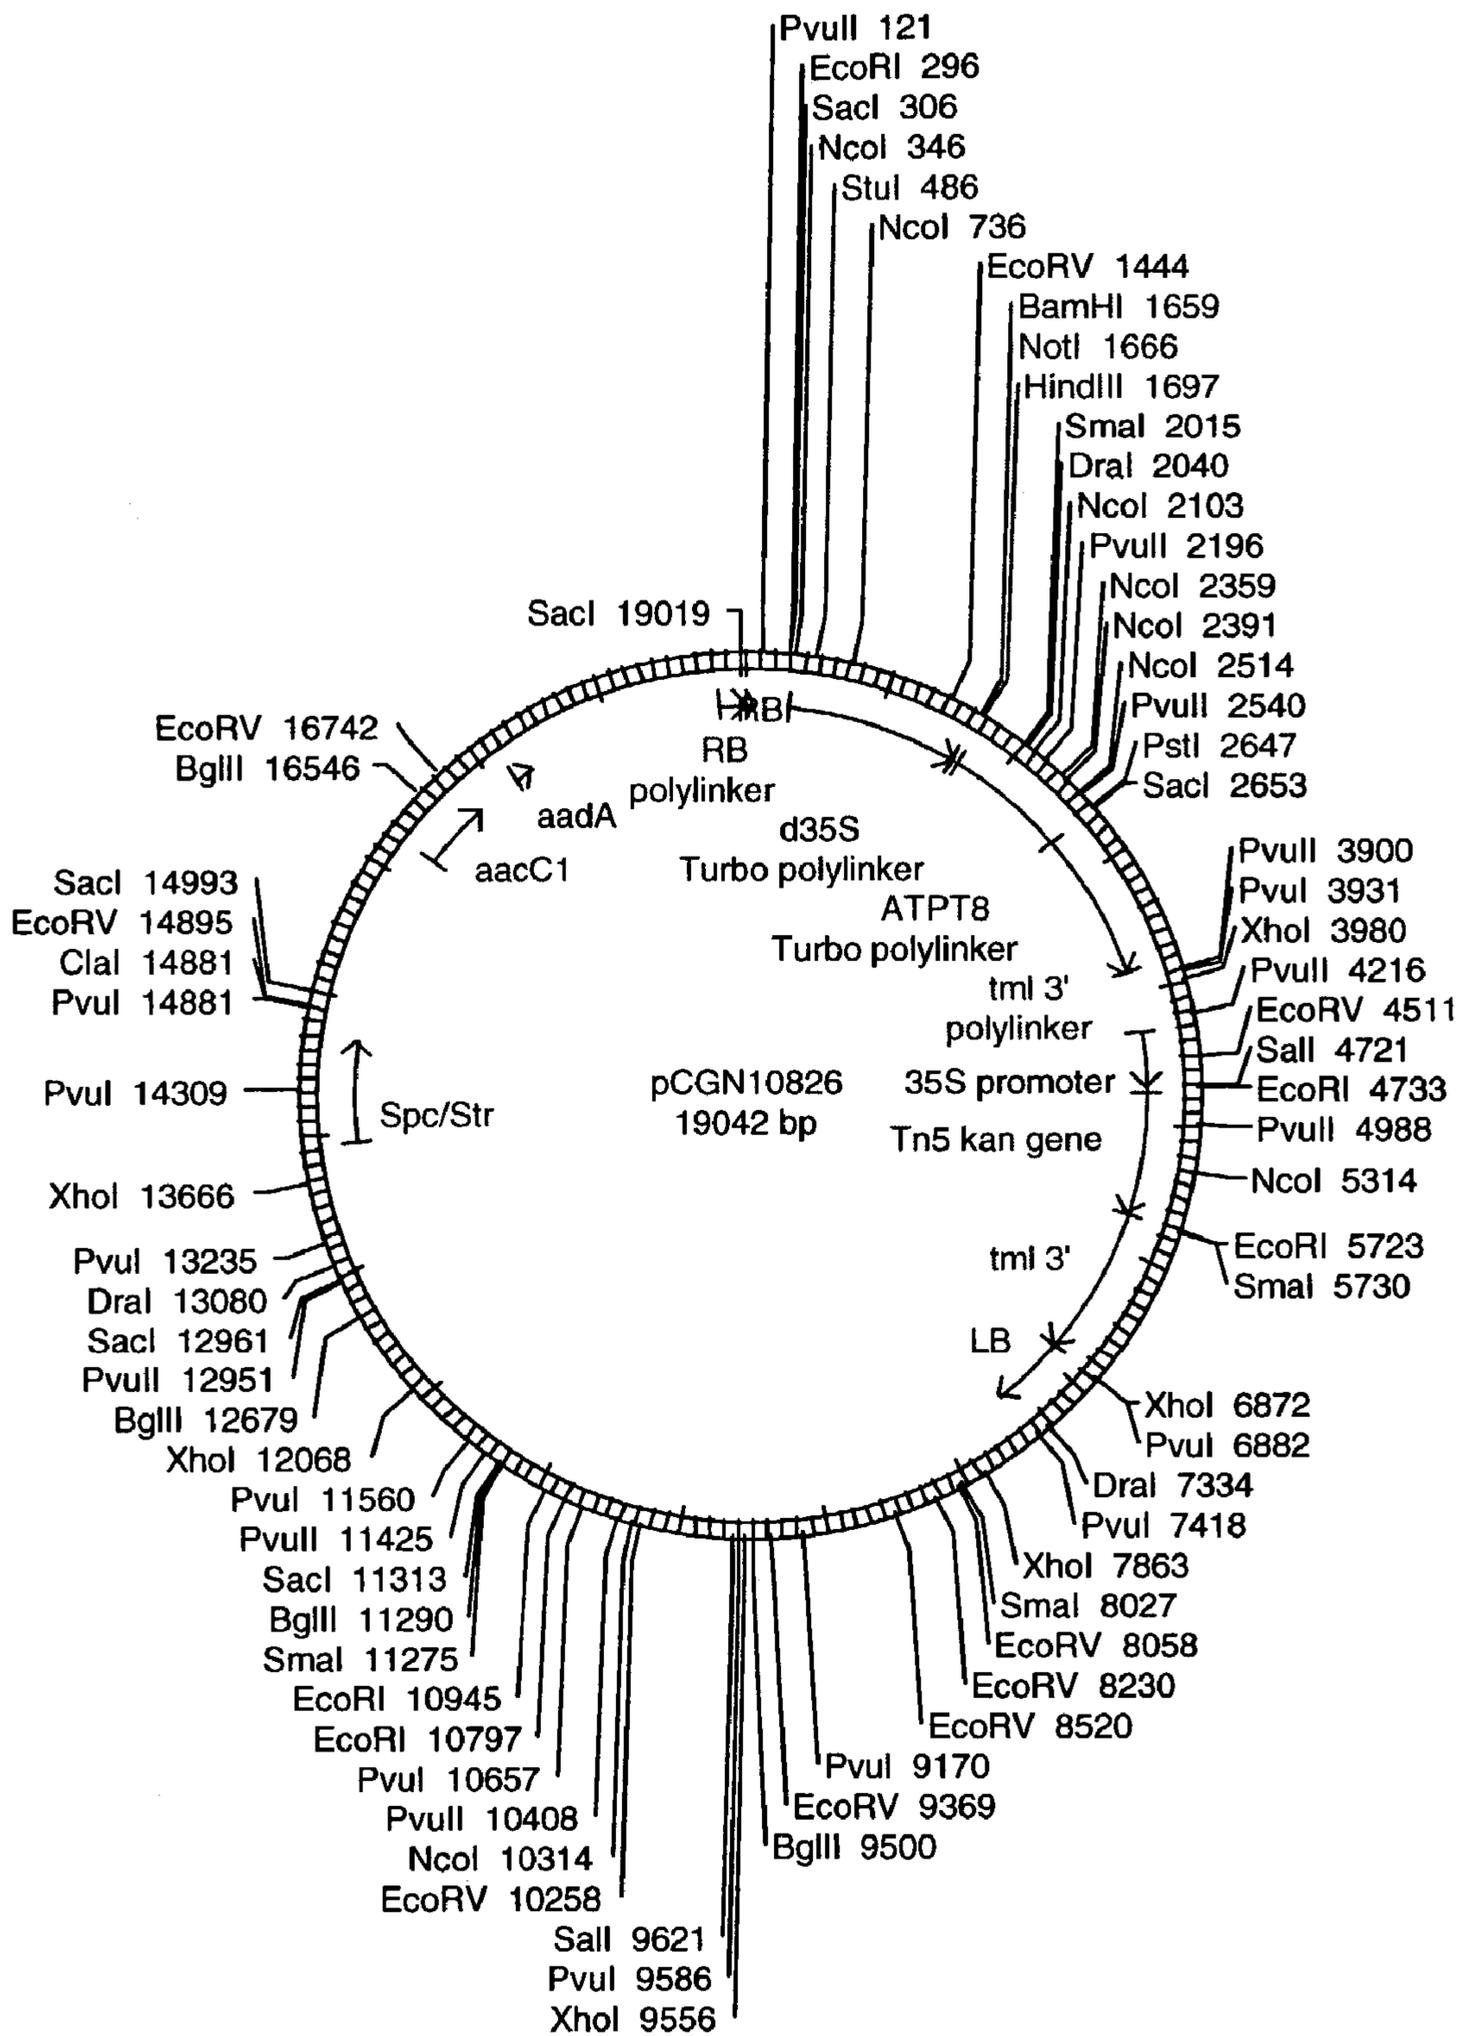 PvuII 121
EcoRI 296
SacI 306
NcoI 346
StuI 486
NcoI 736
EcoRV 1444
BamHI 1659
NotI 1666
HindIII 1697
SmaI 2015
DraI 2040
NcoI 2103
PvuII 2196
NcoI 2359
NcoI 2391
NcoI 2514
PvuII 2540
PstI 2647
SacI 2653
PvuII 3900
PvuI 3931
XhoI 3980
PvuII 4216
EcoRV 4511
SalI 4721
EcoRI 4733
PvuII 4988
NcoI 5314
EcoRI 5723
SmaI 5730
XhoI 6872
PvuI 6882
DraI 7334
PvuI 7418
XhoI 7863
SmaI 8027
EcoRV 8058
EcoRV 8230
EcoRV 8520
PvuI 9170
EcoRV 9369
BglII 9500
XhoI 9556
PvuI 9586
SalI 9621
EcoRV 10258
NcoI 10314
PvuII 10408
PvuI 10657
EcoRI 10797
EcoRI 10945
SmaI 11275
BglII 11290
SacI 11313
PvuII 11425
PvuI 11560
XhoI 12068
BglII 12679
PvuII 12951
SacI 12961
DraI 13080
PvuI 13235
XhoI 13666
PvuI 14309
PvuI 14881
ClaI 14881
EcoRV 14895
SacI 14993
BglII 16546
EcoRV 16742
SacI 19019
RB
RB
polylinker
d35S
Turbo polylinker
ATPT8
Turbo polylinker
tml 3'
polylinker
35S promoter
Tn5 kan gene
tml 3'
LB
Spc/Str
aacC1
aadA
pCGN10826
19042 bp